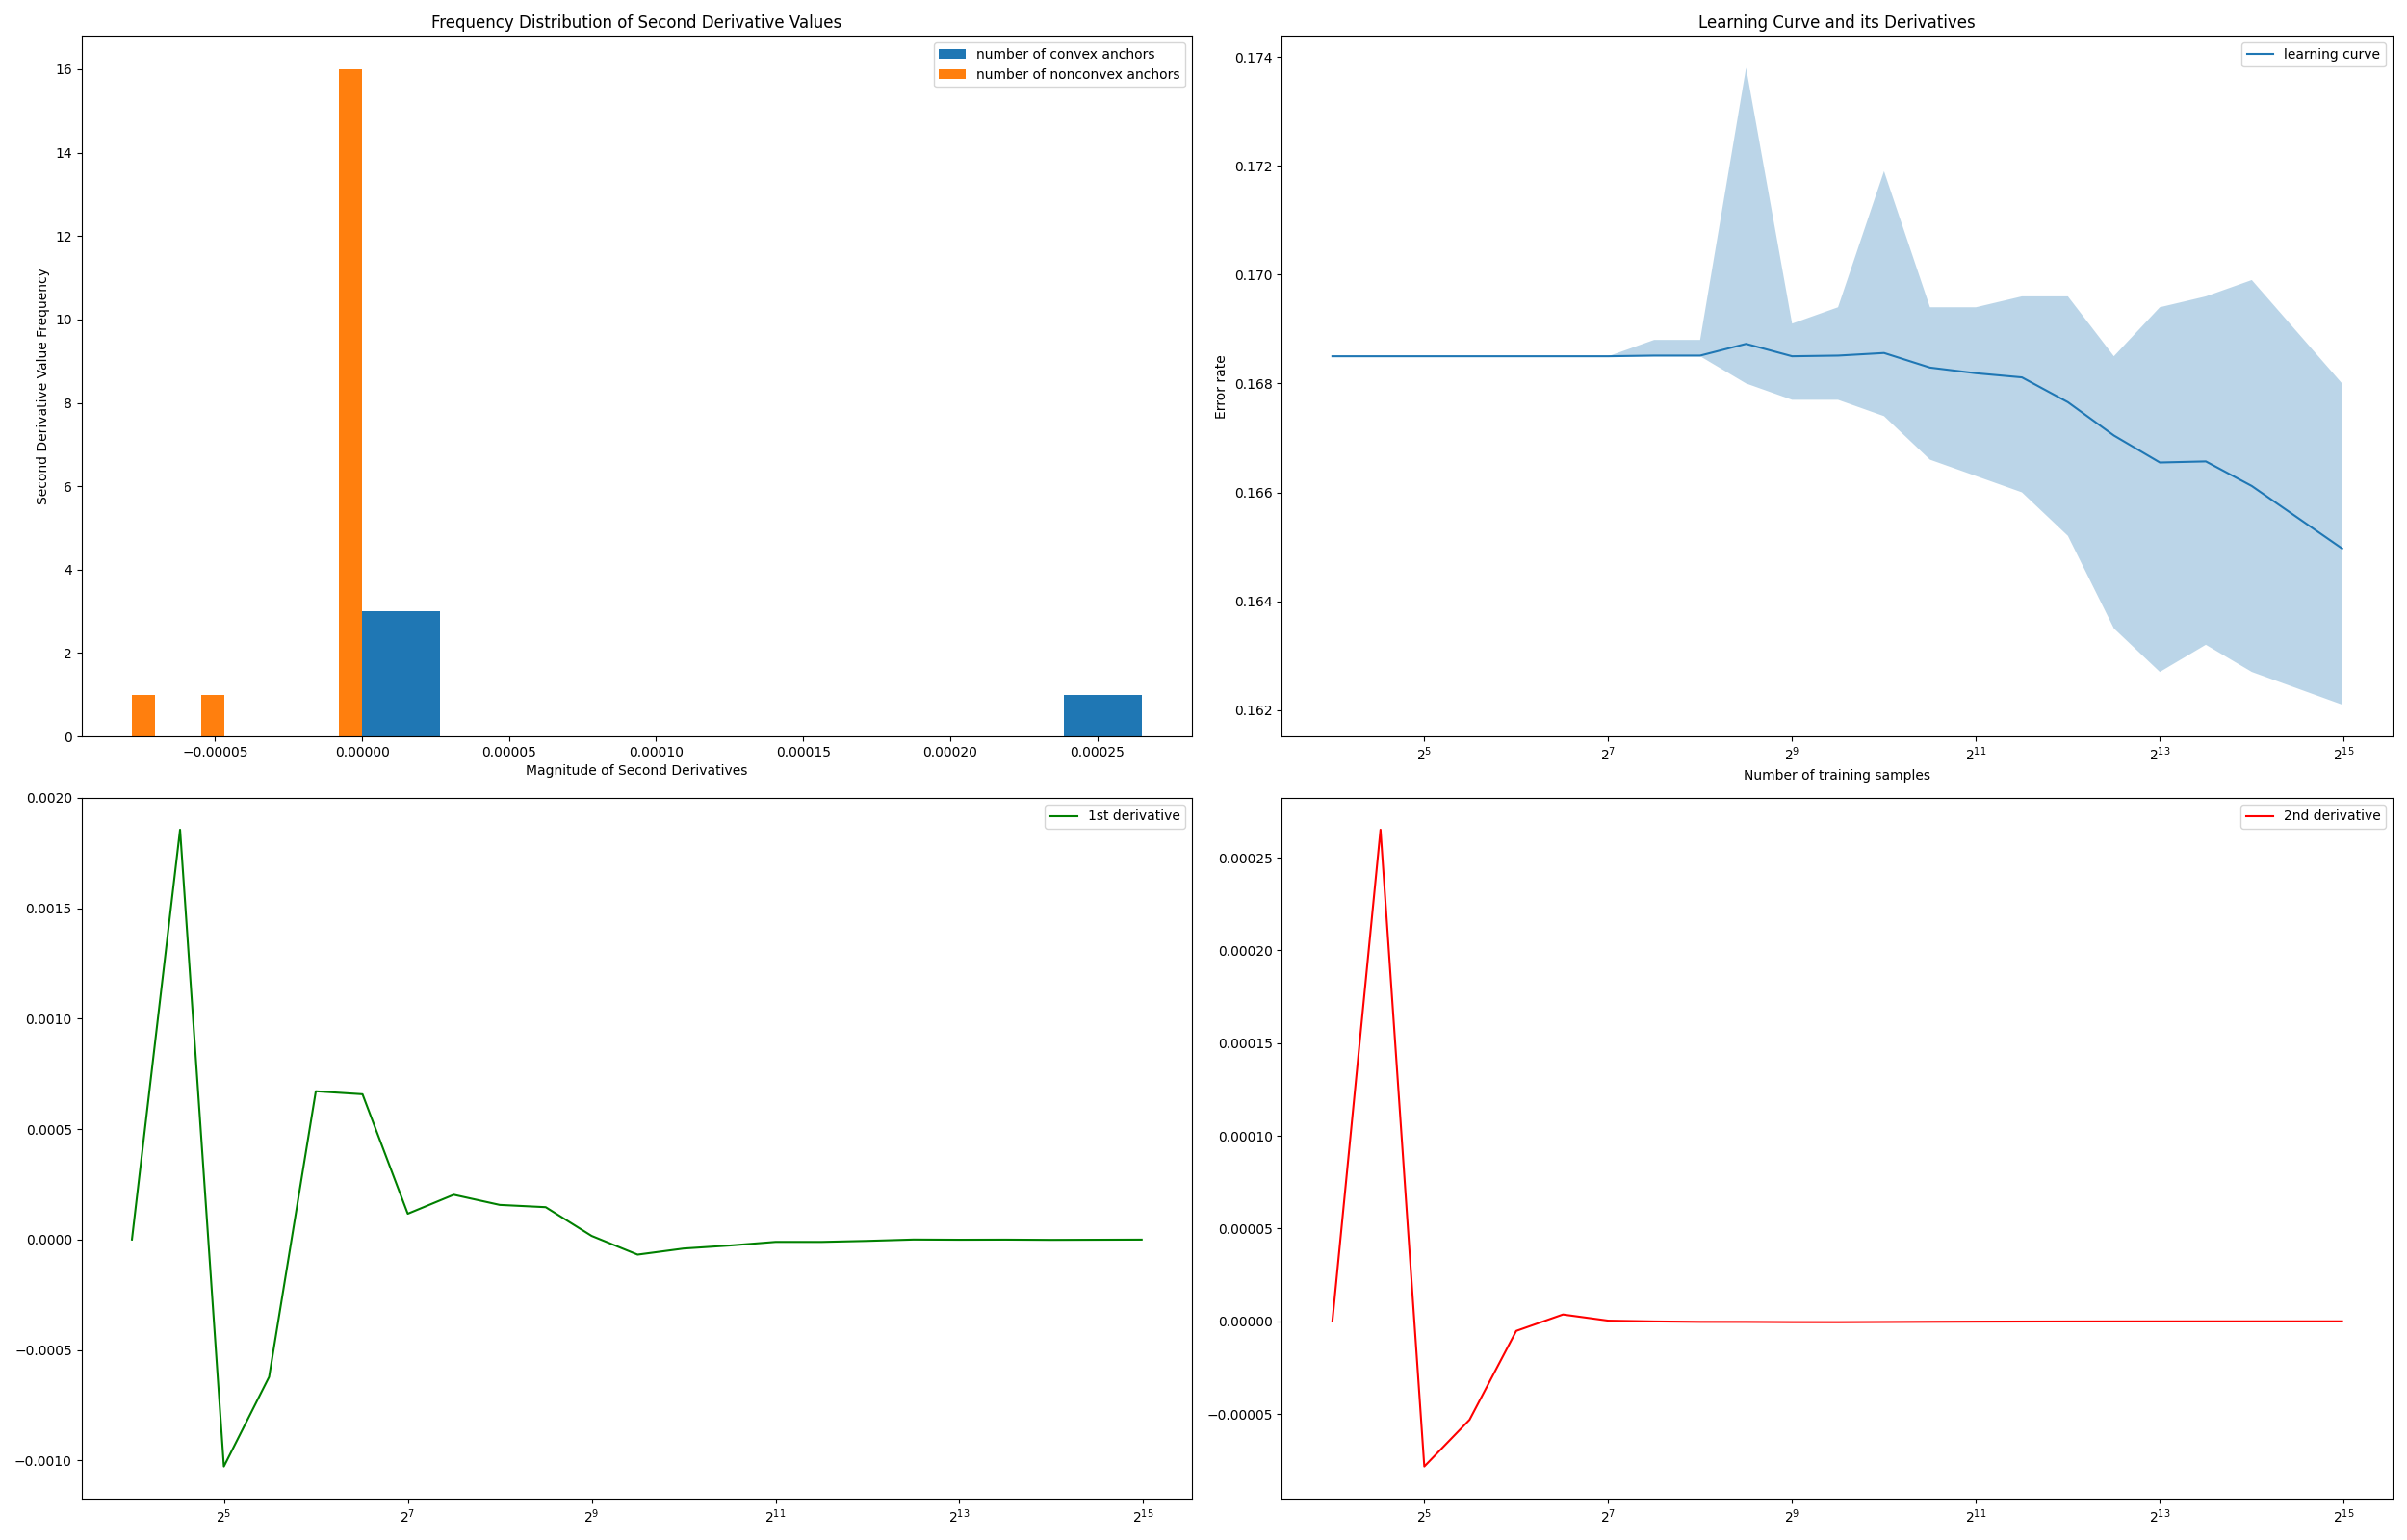 Frequency Distribution of Second Derivative Values
number of convex anchors
number of nonconvex anchors
Second Derivative Value Frequency
16
14
12
10
8
6
4
2
0
−0.00005 0.00000 0.00005 0.00010 0.00015 0.00020 0.00025
Magnitude of Second Derivatives
Learning Curve and its Derivatives
learning curve
Error rate
0.174
0.172
0.170
0.168
0.166
0.164
0.162
2^5 2^7 2^9 2^11 2^13 2^15
Number of training samples
1st derivative
0.0020
0.0015
0.0010
0.0005
0.0000
−0.0005
−0.0010
2^5 2^7 2^9 2^11 2^13 2^15
2nd derivative
0.00025
0.00020
0.00015
0.00010
0.00005
0.00000
−0.00005
2^5 2^7 2^9 2^11 2^13 2^15